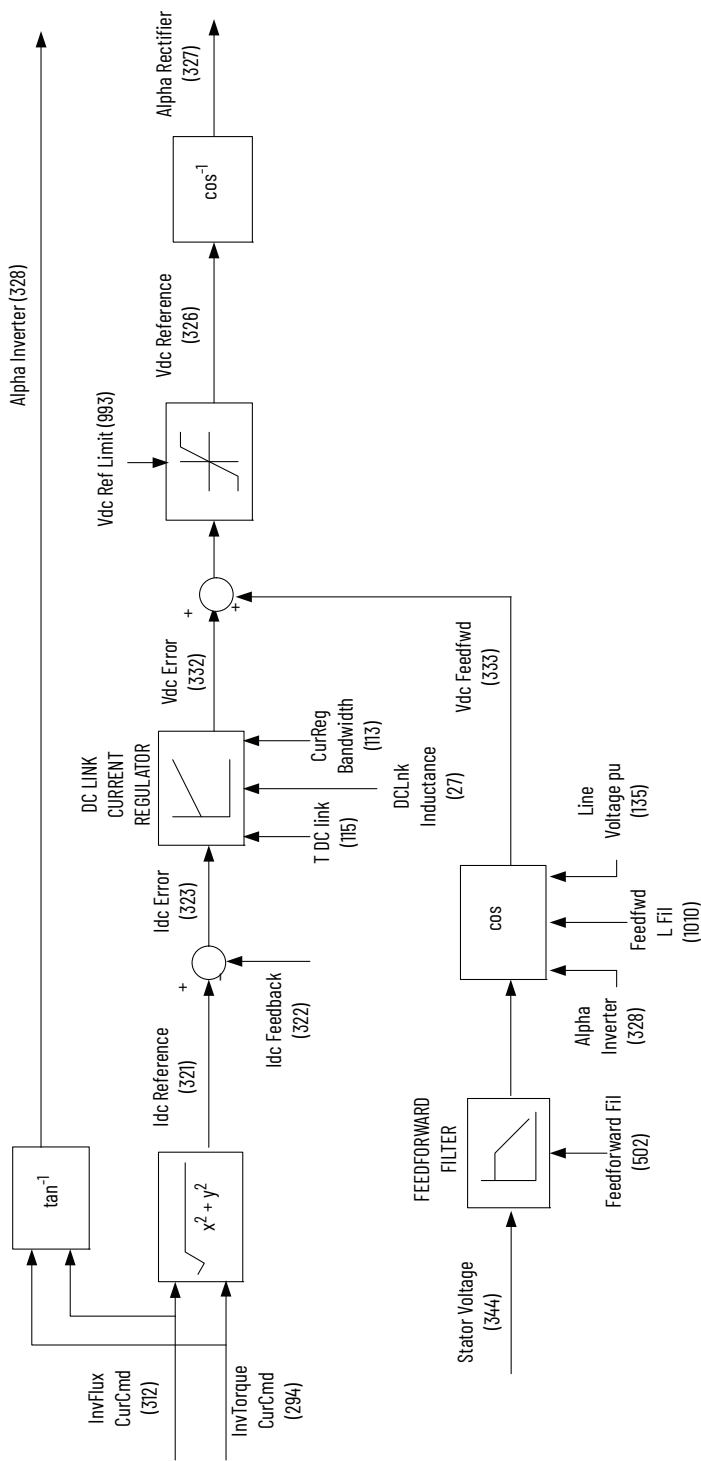 Alpha Inverter (328)
tan⁻¹
InvFlux
CurCmd
(312)
InvTorque
CurCmd
(294)
x² + y²
Idc Reference
(321)
+
-
Idc Feedback
(322)
Idc Error
(323)
DC LINK
CURRENT
REGULATOR
T DC link
(115)
DCLnk
Inductance
(27)
CurReg
Bandwidth
(113)
Vdc Error
(332)
+
+
Vdc Ref Limit (993)
Vdc Reference
(326)
cos⁻¹
Alpha Rectifier
(327)
Stator Voltage
(344)
FEEDFORWARD
FILTER
Feedforward Fil
(502)
cos
Alpha
Inverter
(328)
Feedfwd
L Fil
(1010)
Line
Voltage pu
(135)
Vdc Feedfwd
(333)